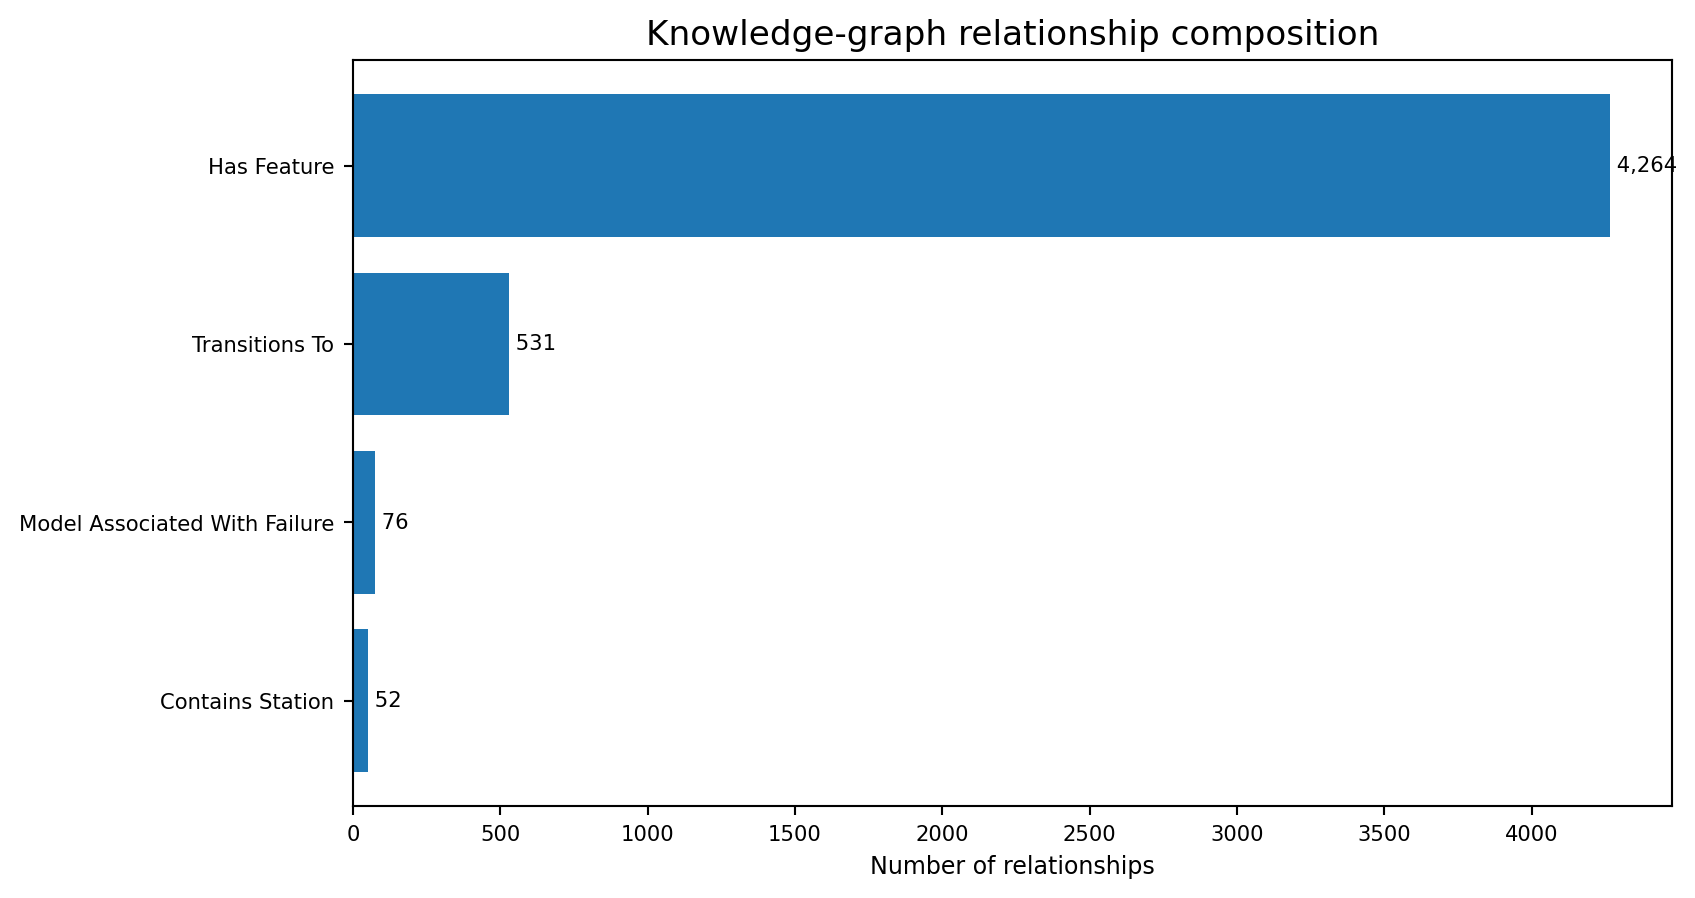 Knowledge-graph relationship composition
Has Feature
4,264
Transitions To
531
Model Associated With Failure
76
Contains Station
52
0 500 1000 1500 2000 2500 3000 3500 4000
Number of relationships